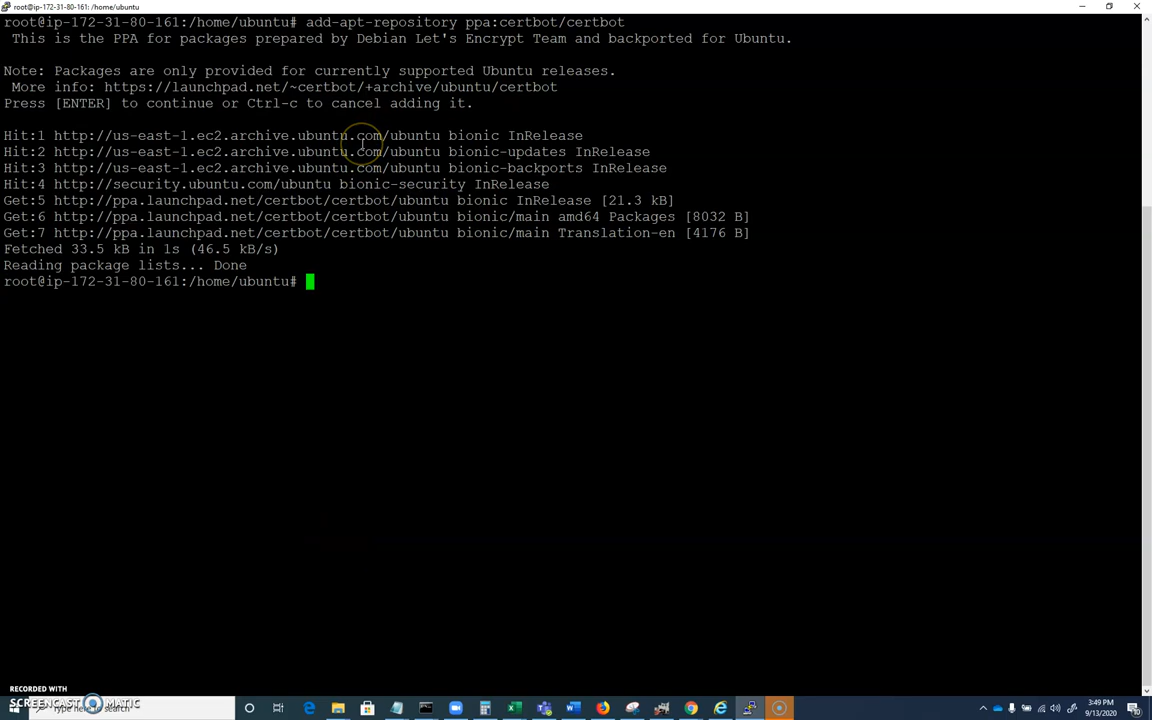 root@ip-172-31-80-161: /home/ubuntu
root@ip-172-31-80-161:/home/ubuntu# add-apt-repository ppa:certbot/certbot
This is the PPA for packages prepared by Debian Let's Encrypt Team and backported for Ubuntu.
Note: Packages are only provided for currently supported Ubuntu releases.
More info: https://launchpad.net/~certbot/+archive/ubuntu/certbot
Press [ENTER] to continue or Ctrl-c to cancel adding it.
Hit:1 http://us-east-1.ec2.archive.ubuntu.com/ubuntu bionic InRelease
Hit:2 http://us-east-1.ec2.archive.ubuntu.com/ubuntu bionic-updates InRelease
Hit:3 http://us-east-1.ec2.archive.ubuntu.com/ubuntu bionic-backports InRelease
Hit:4 http://security.ubuntu.com/ubuntu bionic-security InRelease
Get:5 http://ppa.launchpad.net/certbot/certbot/ubuntu bionic InRelease [21.3 kB]
Get:6 http://ppa.launchpad.net/certbot/certbot/ubuntu bionic/main amd64 Packages [8032 B]
Get:7 http://ppa.launchpad.net/certbot/certbot/ubuntu bionic/main Translation-en [4176 B]
Fetched 33.5 kB in 1s (46.5 kB/s)
Reading package lists... Done
root@ip-172-31-80-161:/home/ubuntu#
RECORDED WITH
SCREENCAST MATIC
Type here to search
3:49 PM
9/13/2020